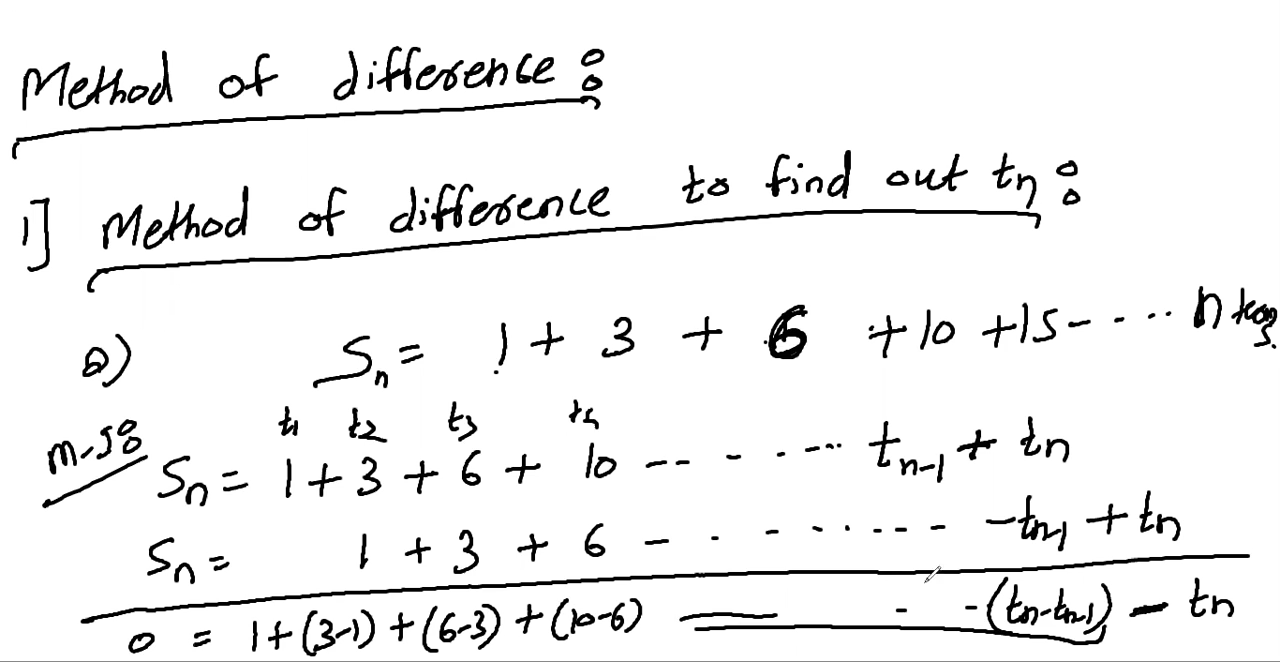 Method of difference:
1] Method of difference to find out tn:
Q) Sn = 1 + 3 + 6 + 10 + 15 - - - ... n
t1 t2 t3 t4
Sn = 1 + 3 + 6 + 10 -- - - ... tn-1 + tn
Sn = 1 + 3 + 6 - - - ..... -- -tn-1 + tn
0 = 1+(3-1) + (6-3) + (10-6) - - -(tn-tn-1) - tn